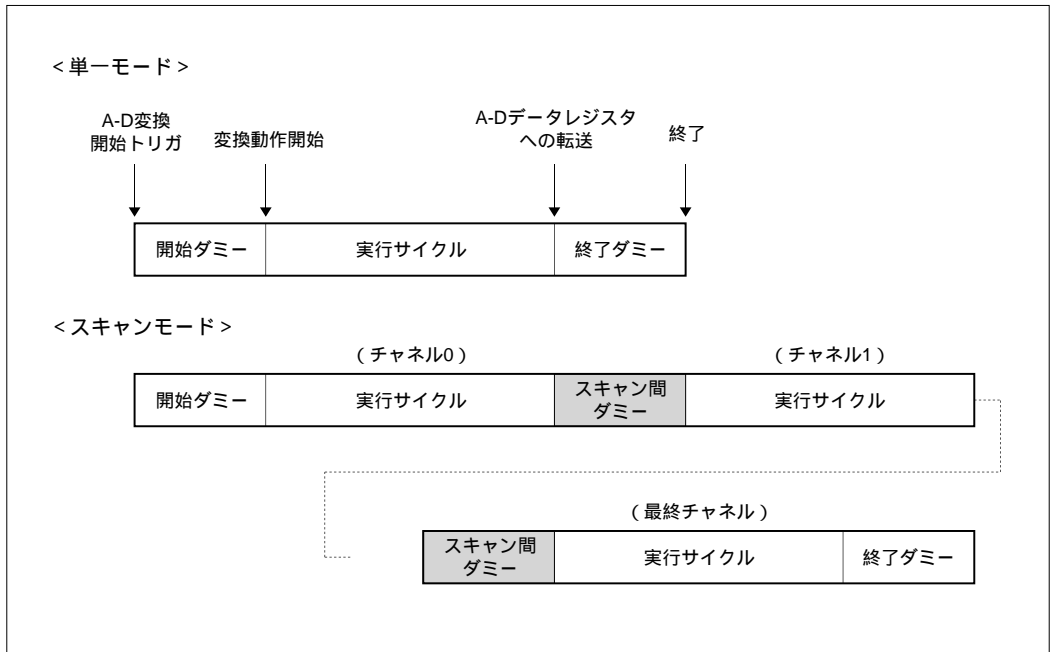 <単一モード>
A-D変換
開始トリガ
変換動作開始
A-Dデータレジスタ
への転送
終了
開始ダミー
実行サイクル
終了ダミー
<スキャンモード>
(チャネル0)
(チャネル1)
開始ダミー
実行サイクル
スキャン間
ダミー
実行サイクル
(最終チャネル)
スキャン間
ダミー
実行サイクル
終了ダミー